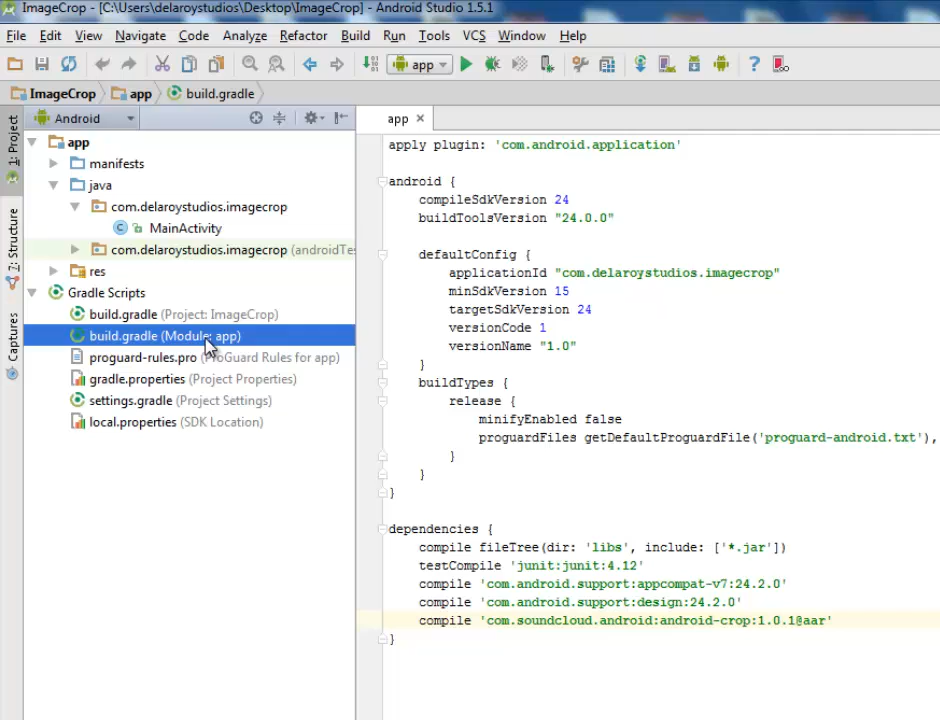 ImageCrop - [C:\Users\delaroystudios\Desktop\ImageCrop] - Android Studio 1.5.1
File Edit View Navigate Code Analyze Refactor Build Run Tools VCS Window Help
app
ImageCrop app build.gradle
1: Project
7: Structure
Captures
Android
app
manifests
java
com.delaroystudios.imagecrop
MainActivity
com.delaroystudios.imagecrop (androidTes
res
Gradle Scripts
build.gradle (Project: ImageCrop)
build.gradle (Module: app)
proguard-rules.pro (ProGuard Rules for app)
gradle.properties (Project Properties)
settings.gradle (Project Settings)
local.properties (SDK Location)
app
apply plugin: 'com.android.application'
android {
compileSdkVersion 24
buildToolsVersion "24.0.0"
defaultConfig {
applicationId "com.delaroystudios.imagecrop"
minSdkVersion 15
targetSdkVersion 24
versionCode 1
versionName "1.0"
}
buildTypes {
release {
minifyEnabled false
proguardFiles getDefaultProguardFile('proguard-android.txt'),
}
}
}
dependencies {
compile fileTree(dir: 'libs', include: ['*.jar'])
testCompile 'junit:junit:4.12'
compile 'com.android.support:appcompat-v7:24.2.0'
compile 'com.android.support:design:24.2.0'
compile 'com.soundcloud.android:android-crop:1.0.1@aar'
}